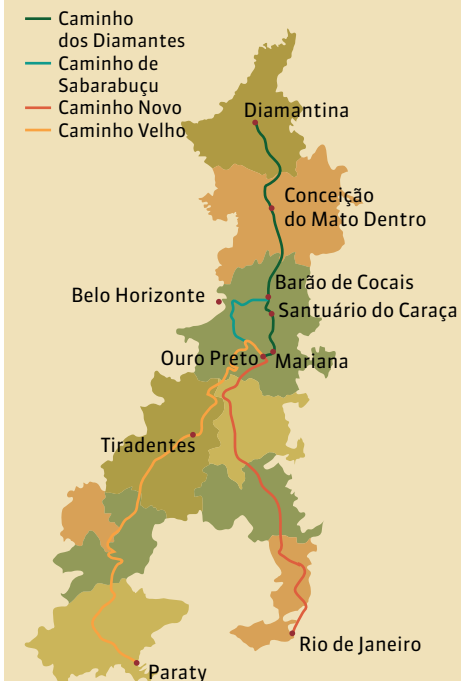 Caminho
dos Diamantes
Caminho de
Sabarabuçu
Caminho Novo
Caminho Velho
Diamantina
Conceição
do Mato Dentro
Barão de Cocais
Belo Horizonte
Santuário do Caraça
Ouro Preto
Mariana
Tiradentes
Rio de Janeiro
Paraty